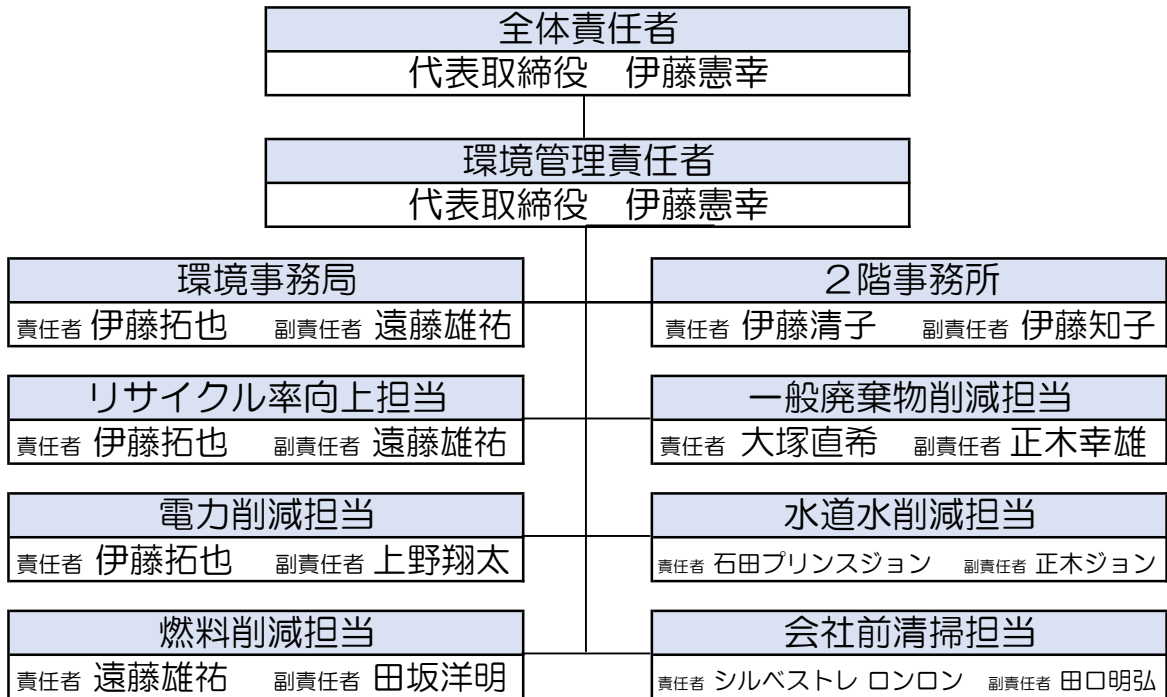 全体責任者
代表取締役　伊藤憲幸
環境管理責任者
代表取締役　伊藤憲幸
環境事務局
責任者 伊藤拓也　副責任者 遠藤雄祐
２階事務所
責任者 伊藤清子　副責任者 伊藤知子
リサイクル率向上担当
責任者 伊藤拓也　副責任者 遠藤雄祐
一般廃棄物削減担当
責任者 大塚直希　副責任者 正木幸雄
電力削減担当
責任者 伊藤拓也　副責任者 上野翔太
水道水削減担当
責任者 石田プリンスジョン　副責任者 正木ジョン
燃料削減担当
責任者 遠藤雄祐　副責任者 田坂洋明
会社前清掃担当
責任者 シルベストレ ロンロン　副責任者 田口明弘